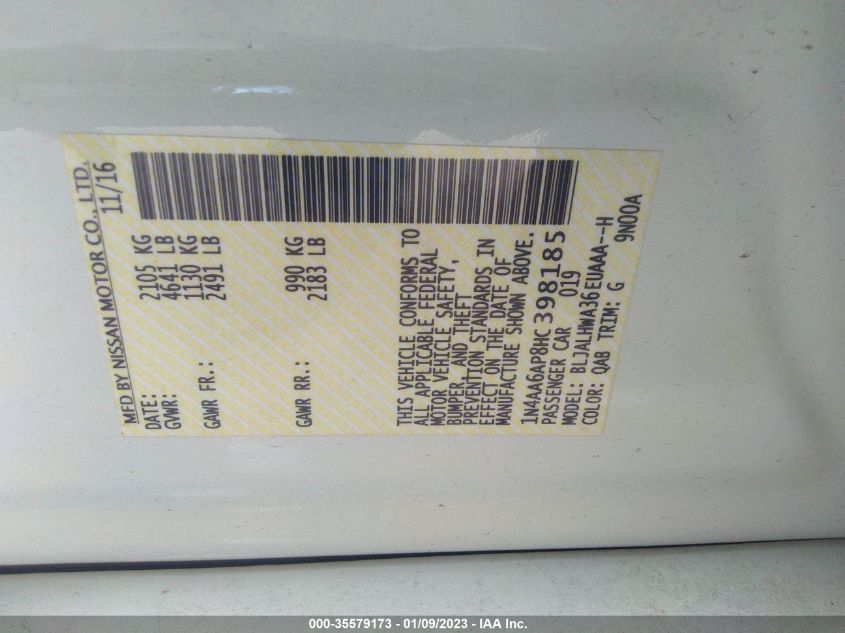 MFD BY NISSAN MOTOR CO., LTD.
DATE: 11/16
GVWR: 2105 KG
4641 LB
GAWR FR.: 1130 KG
2491 LB
GAWR RR.: 990 KG
2183 LB
THIS VEHICLE CONFORMS TO
ALL APPLICABLE FEDERAL
MOTOR VEHICLE SAFETY,
BUMPER, AND THEFT
PREVENTION STANDARDS IN
EFFECT ON THE DATE OF
MANUFACTURE SHOWN ABOVE.
1N4AA6AP8HC398185
PASSENGER CAR 019
MODEL: BLJALHWA36EUAAA--H
COLOR: QAB TRIM: G 9N00A
000-35579173 - 01/09/2023 - IAA Inc.